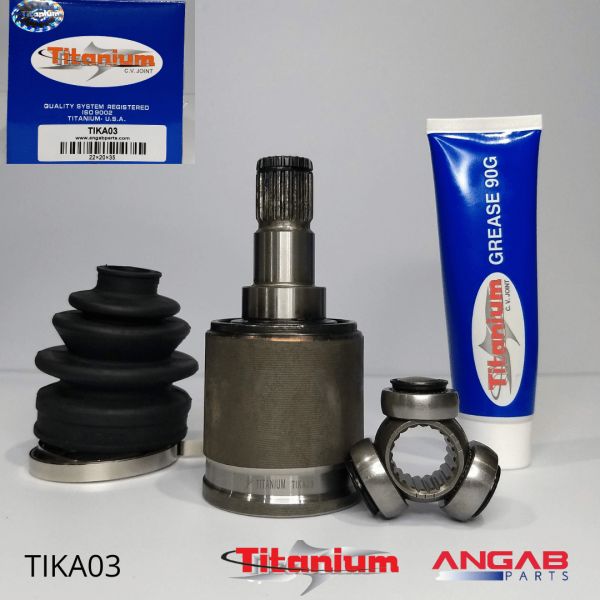 Titanium
Titanium
C.V. JOINT
QUALITY SYSTEM REGISTERED
ISO 9002
TITANIUM- U.S.A.
TIKA03
www.angabparts.com
22×20×35
Titanium
C.V. JOINT
GREASE 90G
TITANIUM TIKA03
TIKA03
Titanium
ANGAB
PARTS